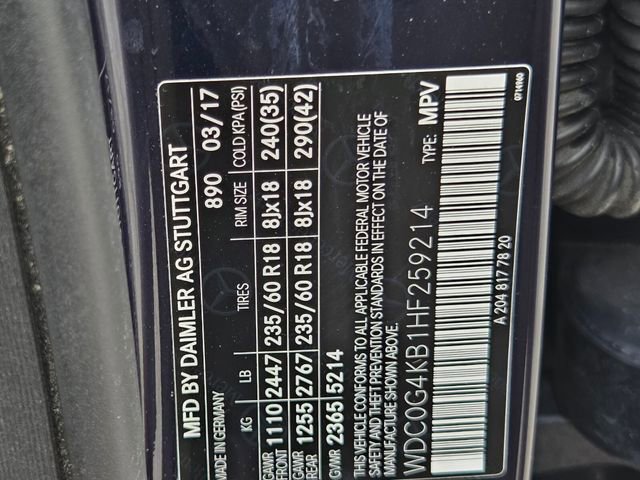 MFD BY DAIMLER AG STUTTGART
MADE IN GERMANY 890 03/17
KG LB TIRES RIM SIZE COLD KPA(PSI)
GAWR FRONT 1110 2447 235/60 R18 8Jx18 240(35)
GAWR REAR 1255 2767 235/60 R18 8Jx18 290(42)
GVWR 2365 5214
THIS VEHICLE CONFORMS TO ALL APPLICABLE FEDERAL MOTOR VEHICLE
SAFETY AND THEFT PREVENTION STANDARDS IN EFFECT ON THE DATE OF
MANUFACTURE SHOWN ABOVE.
WDC0G4KB1HF259214 TYPE: MPV
A 204 817 78 20